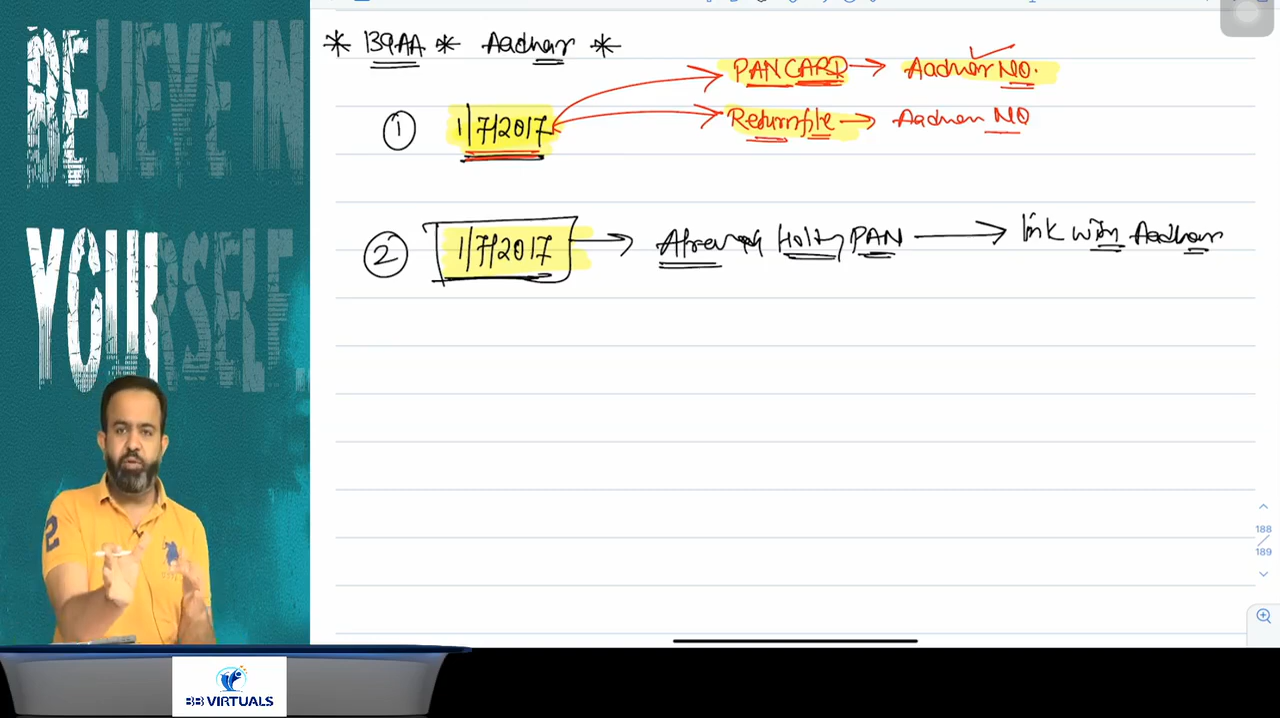 BELIEVE IN
YOURSELF.
* 139AA * Aadhar *
PAN CARD → Aadhar NO.
① 1/7/2017
Return file → Aadhar NO
② 1/7/2017 → Already Holding PAN → link with Aadhar
188
189
2
BB VIRTUALS